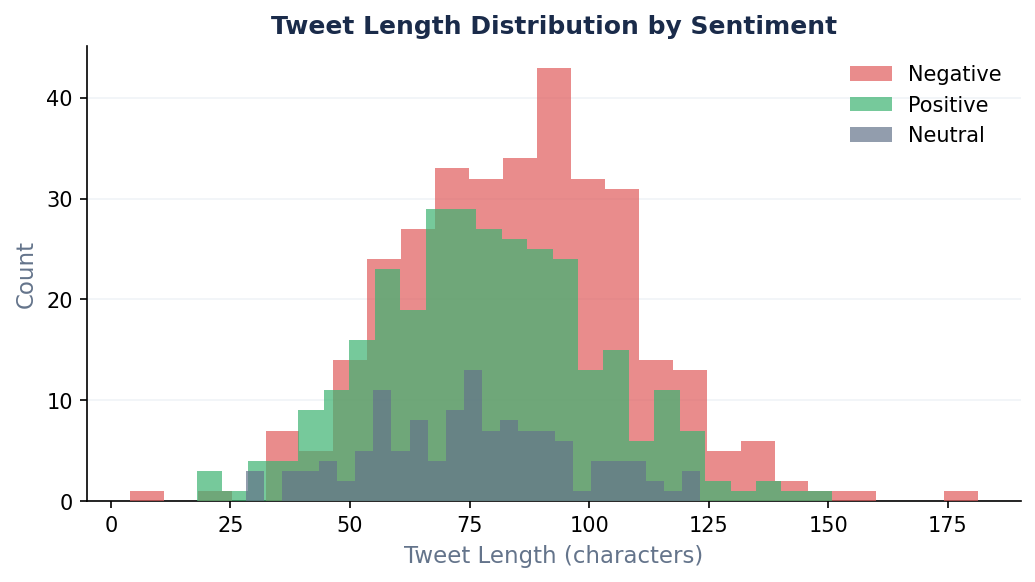 Tweet Length Distribution by Sentiment
Negative
Positive
Neutral
Count
40
30
20
10
0
0 25 50 75 100 125 150 175
Tweet Length (characters)